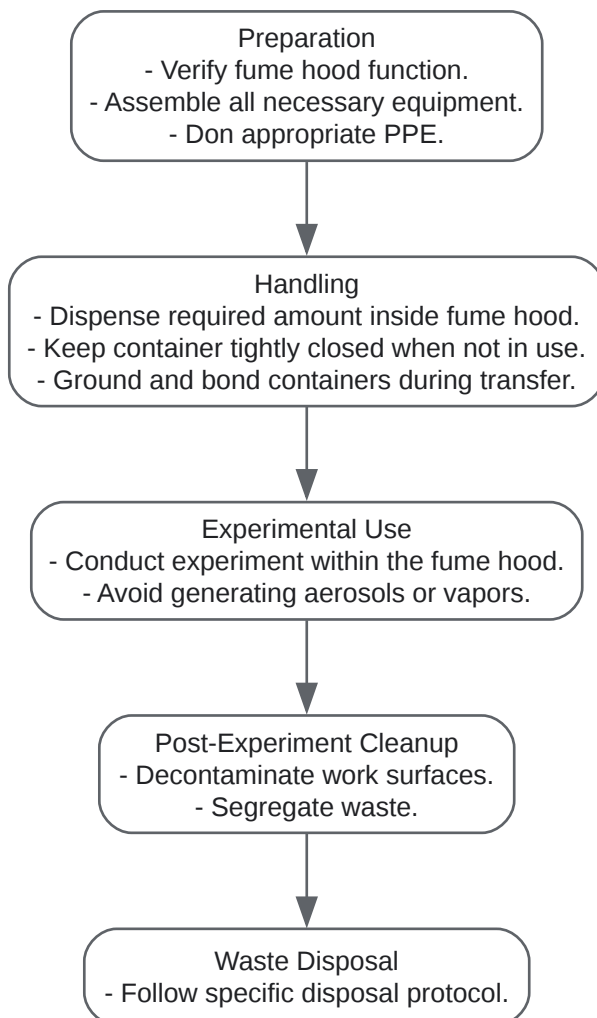 Preparation
- Verify fume hood function.
- Assemble all necessary equipment.
- Don appropriate PPE.
Handling
- Dispense required amount inside fume hood.
- Keep container tightly closed when not in use.
- Ground and bond containers during transfer.
Experimental Use
- Conduct experiment within the fume hood.
- Avoid generating aerosols or vapors.
Post-Experiment Cleanup
- Decontaminate work surfaces.
- Segregate waste.
Waste Disposal
- Follow specific disposal protocol.